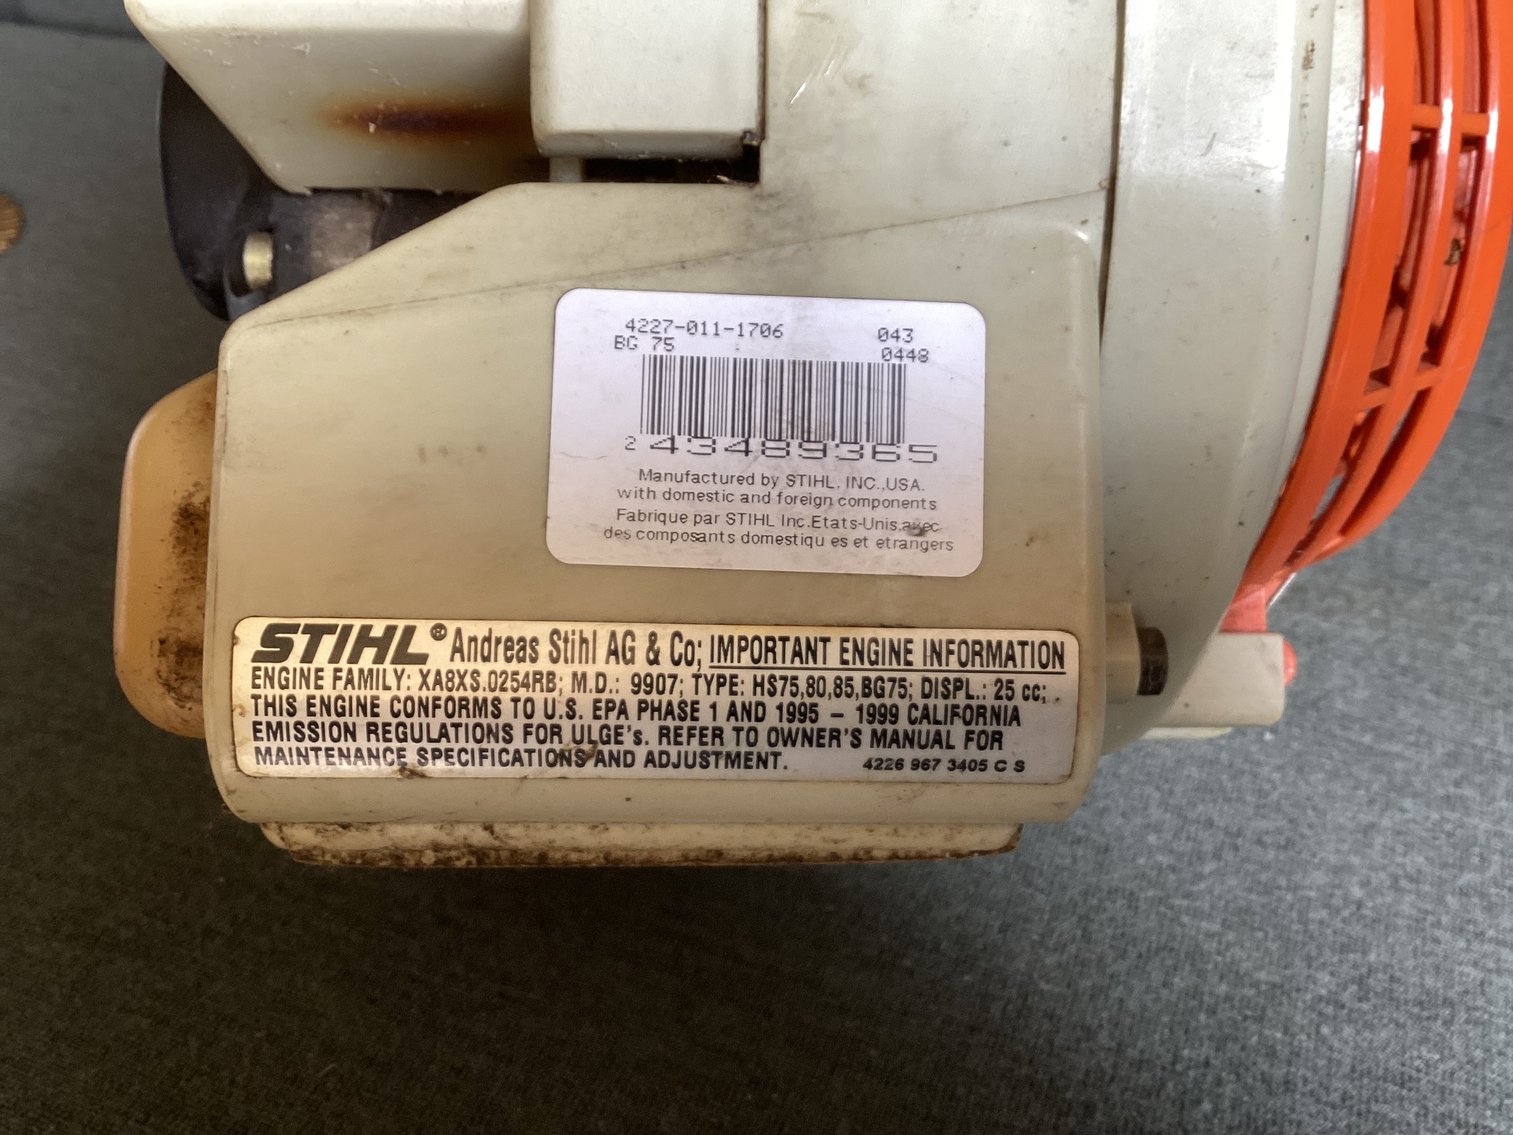 4227-011-1706 043
BG 75 0448
2 43489365
Manufactured by STIHL. INC.,USA.
with domestic and foreign components
Fabrique par STIHL Inc.Etats-Unis.avec
des composants domestiqu es et etrangers
STIHL® Andreas Stihl AG & Co; IMPORTANT ENGINE INFORMATION
ENGINE FAMILY: XA8XS.0254RB; M.D.: 9907; TYPE: HS75,80,85,BG75; DISPL.: 25 cc;
THIS ENGINE CONFORMS TO U.S. EPA PHASE 1 AND 1995 – 1999 CALIFORNIA
EMISSION REGULATIONS FOR ULGE's. REFER TO OWNER'S MANUAL FOR
MAINTENANCE SPECIFICATIONS AND ADJUSTMENT. 4226 967 3405 C S